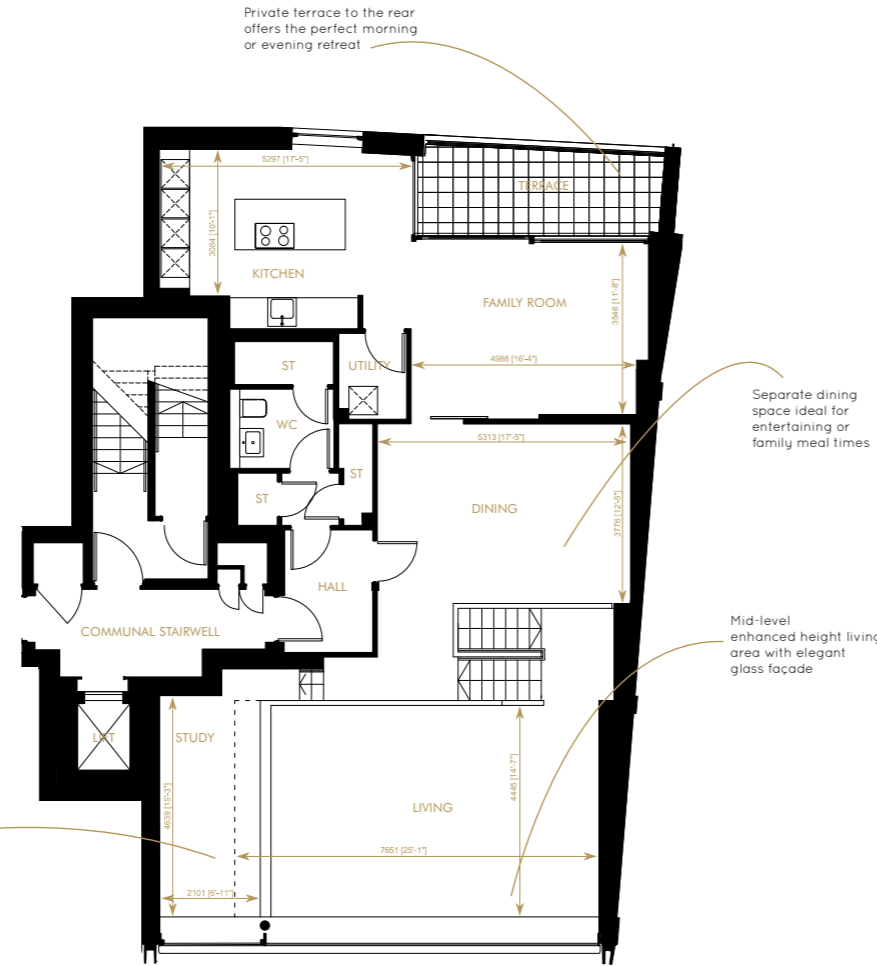 Private terrace to the rear
offers the perfect morning
or evening retreat
5297 [17'-5"]
TERRACE
3084 [10'-1"]
KITCHEN
FAMILY ROOM
3546 [11'-8"]
4988 [16'-4"]
ST
UTILITY
Separate dining
space ideal for
entertaining or
family meal times
WC
5313 [17'-5"]
ST
ST
DINING
3776 [12'-5"]
HALL
COMMUNAL STAIRWELL
Mid-level
enhanced height living
area with elegant
glass façade
LIFT
STUDY
4639 [15'-3"]
4445 [14'-7"]
LIVING
7651 [25'-1"]
2101 [6'-11"]